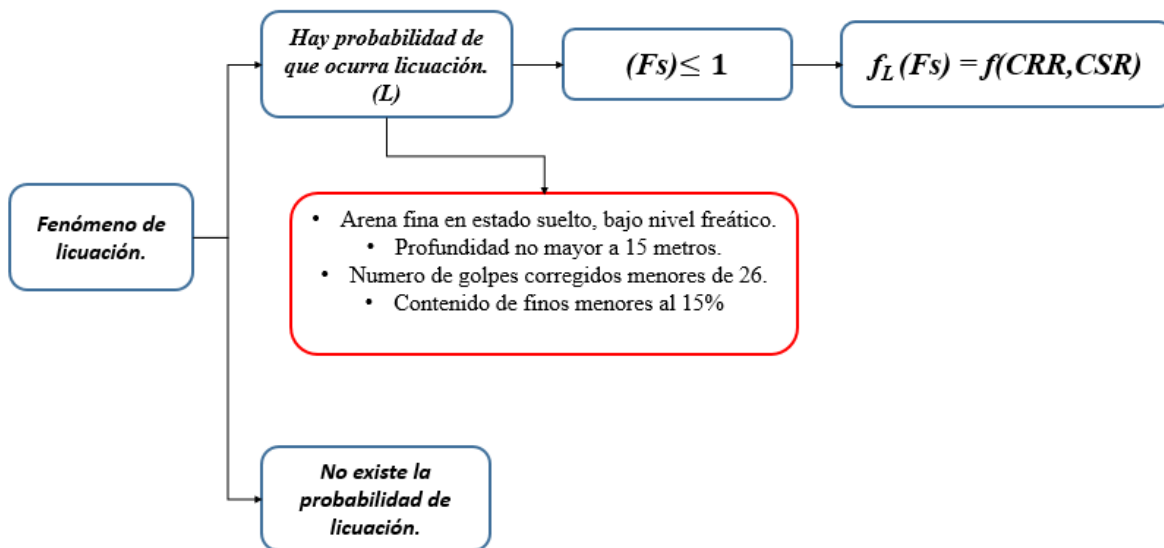 Fenómeno de
licuación.
Hay probabilidad de
que ocurra licuación.
(L)
(Fs)≤ 1
f_L (Fs) = f(CRR,CSR)
• Arena fina en estado suelto, bajo nivel freático.
• Profundidad no mayor a 15 metros.
• Numero de golpes corregidos menores de 26.
• Contenido de finos menores al 15%
No existe la
probabilidad de
licuación.